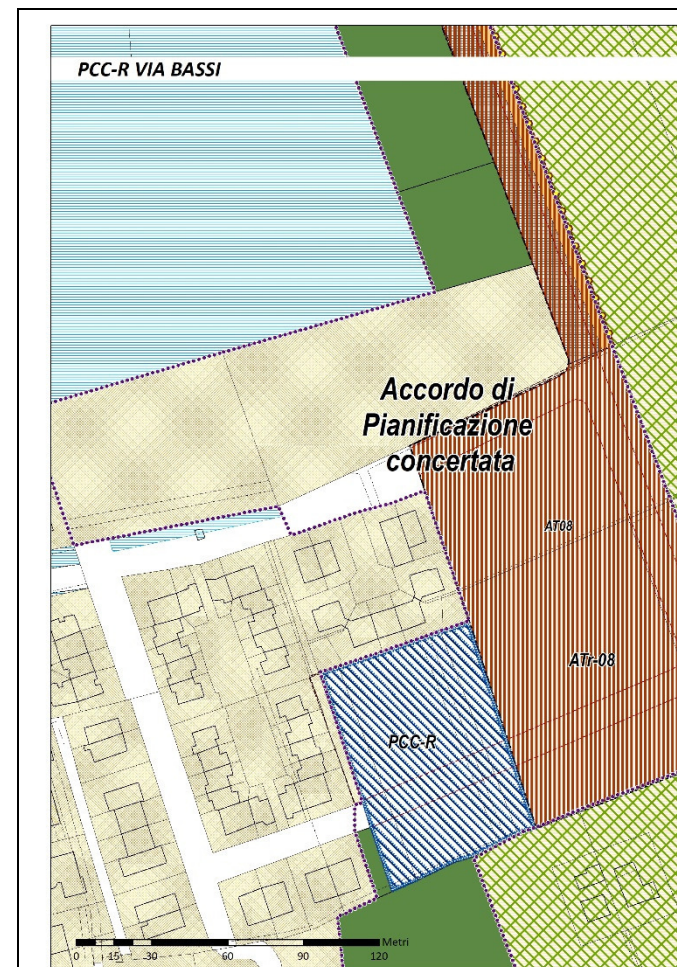 PCC-R VIA BASSI
Accordo di
Pianificazione
concertata
AT08
ATr-08
PCC-R
Metri
0 15 30 60 90 120